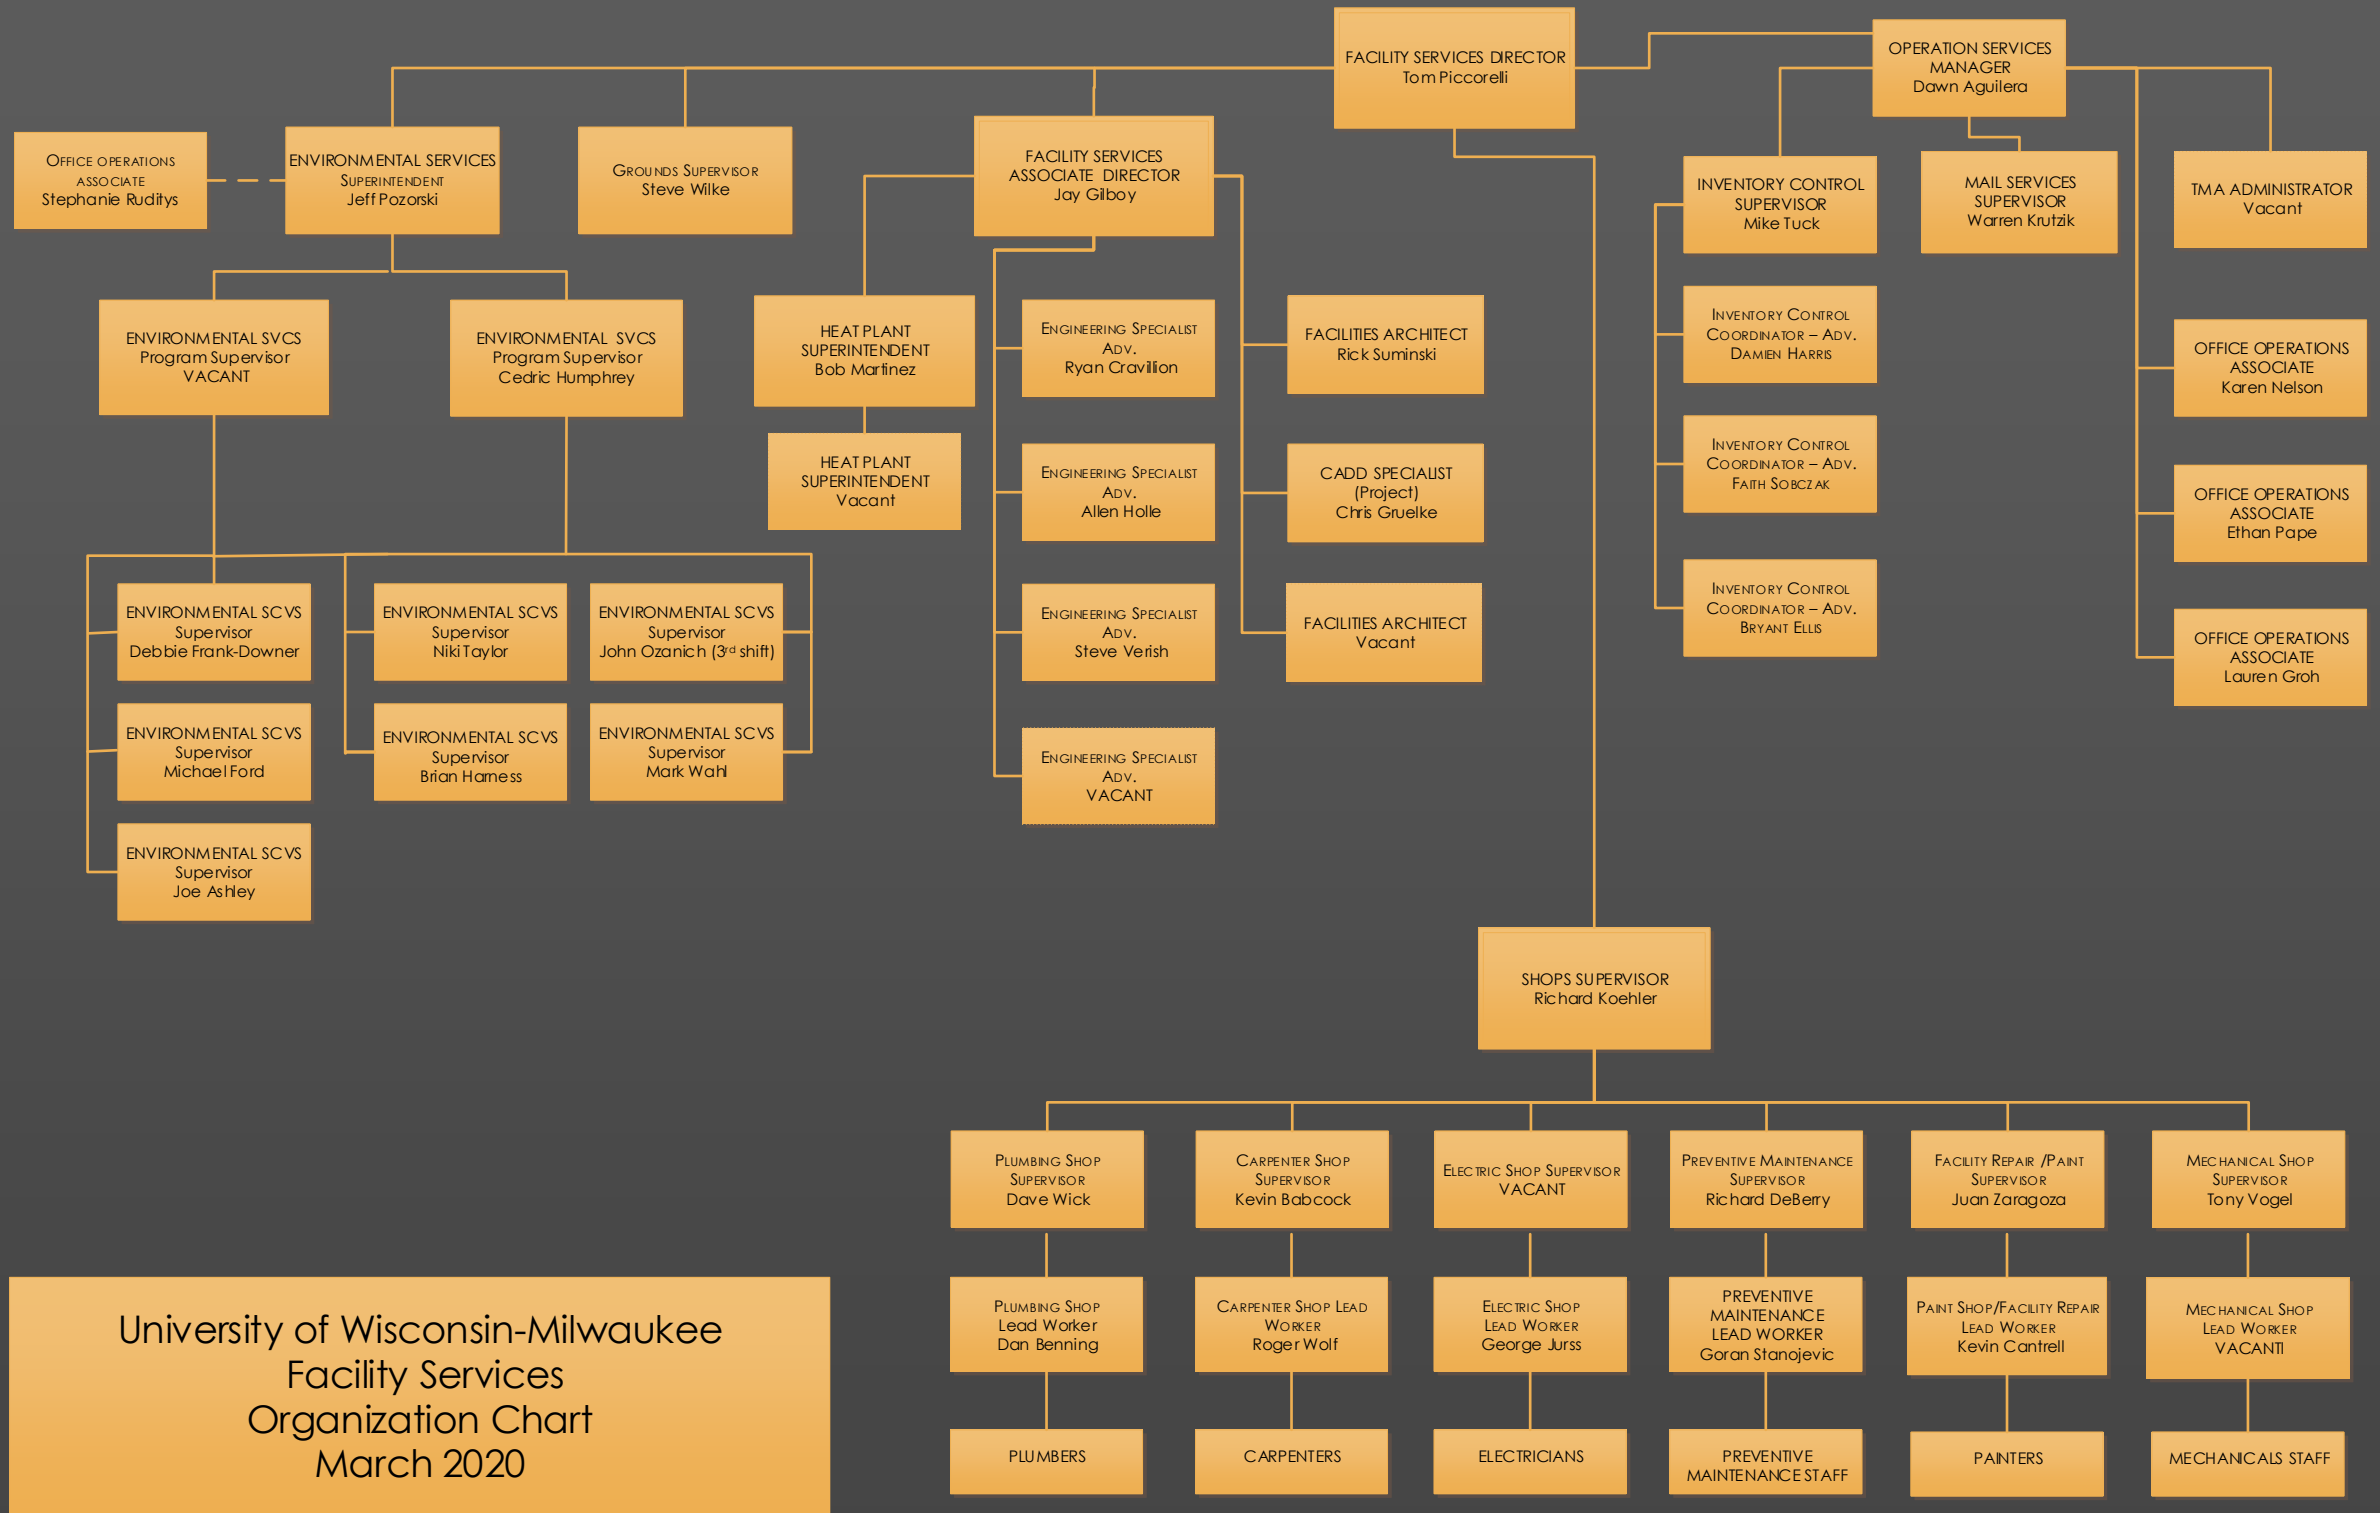 FACILITY SERVICES DIRECTOR
Tom Piccorelli
OPERATION SERVICES
MANAGER
Dawn Aguilera
OFFICE OPERATIONS
ASSOCIATE
Stephanie Ruditys
ENVIRONMENTAL SERVICES
SUPERINTENDENT
Jeff Pozorski
GROUNDS SUPERVISOR
Steve Wilke
FACILITY SERVICES
ASSOCIATE DIRECTOR
Jay Gilboy
INVENTORY CONTROL
SUPERVISOR
Mike Tuck
MAIL SERVICES
SUPERVISOR
Warren Krutzik
TMA ADMINISTRATOR
Vacant
ENVIRONMENTAL SVCS
Program Supervisor
VACANT
ENVIRONMENTAL SVCS
Program Supervisor
Cedric Humphrey
HEAT PLANT
SUPERINTENDENT
Bob Martinez
HEAT PLANT
SUPERINTENDENT
Vacant
ENGINEERING SPECIALIST
ADV.
Ryan Cravillion
ENGINEERING SPECIALIST
ADV.
Allen Holle
ENGINEERING SPECIALIST
ADV.
Steve Verish
ENGINEERING SPECIALIST
ADV.
VACANT
FACILITIES ARCHITECT
Rick Suminski
CADD SPECIALIST
(Project)
Chris Gruelke
FACILITIES ARCHITECT
Vacant
INVENTORY CONTROL
COORDINATOR – ADV.
DAMIEN HARRIS
INVENTORY CONTROL
COORDINATOR – ADV.
FAITH SOBCZAK
INVENTORY CONTROL
COORDINATOR – ADV.
BRYANT ELLIS
OFFICE OPERATIONS
ASSOCIATE
Karen Nelson
OFFICE OPERATIONS
ASSOCIATE
Ethan Pape
OFFICE OPERATIONS
ASSOCIATE
Lauren Groh
ENVIRONMENTAL SCVS
Supervisor
Debbie Frank-Downer
ENVIRONMENTAL SCVS
Supervisor
Niki Taylor
ENVIRONMENTAL SCVS
Supervisor
John Ozanich (3rd shift)
ENVIRONMENTAL SCVS
Supervisor
Michael Ford
ENVIRONMENTAL SCVS
Supervisor
Brian Harness
ENVIRONMENTAL SCVS
Supervisor
Mark Wahl
ENVIRONMENTAL SCVS
Supervisor
Joe Ashley
SHOPS SUPERVISOR
Richard Koehler
PLUMBING SHOP
SUPERVISOR
Dave Wick
CARPENTER SHOP
SUPERVISOR
Kevin Babcock
ELECTRIC SHOP SUPERVISOR
VACANT
PREVENTIVE MAINTENANCE
SUPERVISOR
Richard DeBerry
FACILITY REPAIR /PAINT
SUPERVISOR
Juan Zaragoza
MECHANICAL SHOP
SUPERVISOR
Tony Vogel
PLUMBING SHOP
Lead Worker
Dan Benning
CARPENTER SHOP LEAD
WORKER
Roger Wolf
ELECTRIC SHOP
LEAD WORKER
George Jurss
PREVENTIVE
MAINTENANCE
LEAD WORKER
Goran Stanojevic
PAINT SHOP/FACILITY REPAIR
LEAD WORKER
Kevin Cantrell
MECHANICAL SHOP
LEAD WORKER
VACANTl
PLUMBERS
CARPENTERS
ELECTRICIANS
PREVENTIVE
MAINTENANCE STAFF
PAINTERS
MECHANICALS STAFF
University of Wisconsin-Milwaukee
Facility Services
Organization Chart
March 2020